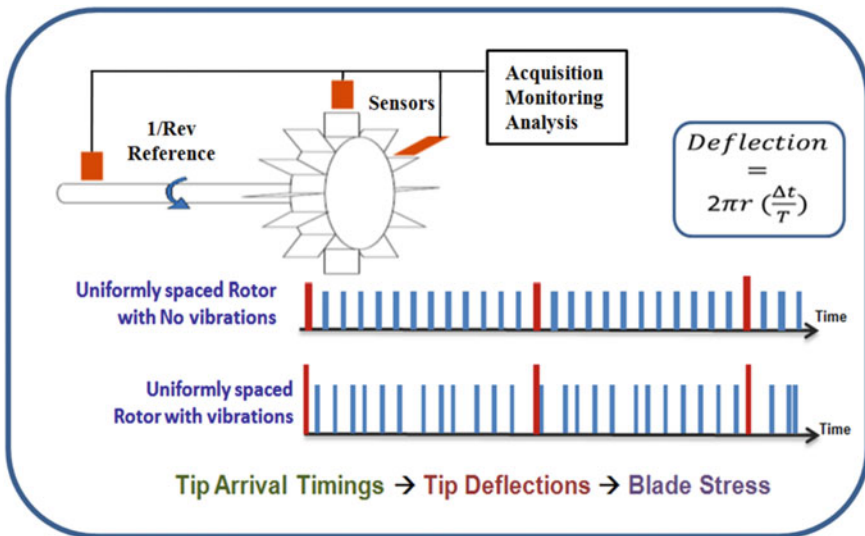 Acquisition
Monitoring
Analysis
Sensors
1/Rev
Reference
Deflection
=
2πr (Δt/T)
Uniformly spaced Rotor
with No vibrations
Time
Uniformly spaced
Rotor with vibrations
Time
Tip Arrival Timings → Tip Deflections → Blade Stress